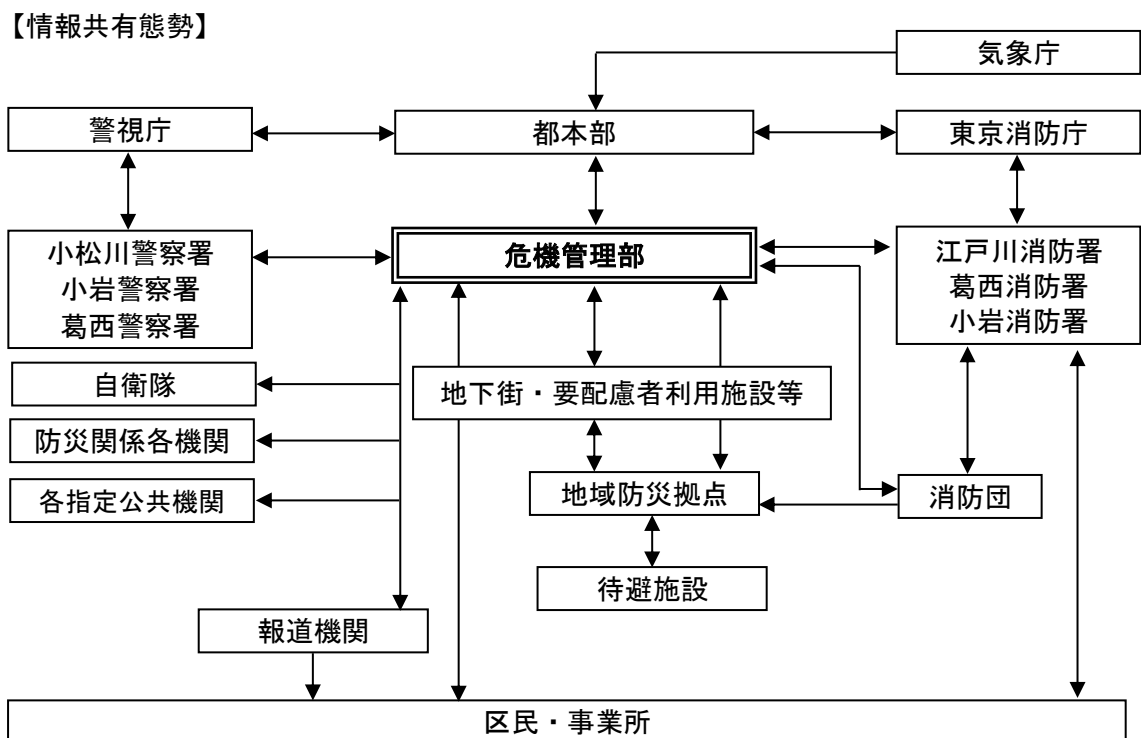 【情報共有態勢】
気象庁
警視庁
都本部
東京消防庁
小松川警察署
小岩警察署
葛西警察署
危機管理部
江戸川消防署
葛西消防署
小岩消防署
自衛隊
地下街・要配慮者利用施設等
防災関係各機関
各指定公共機関
地域防災拠点
消防団
待避施設
報道機関
区民・事業所